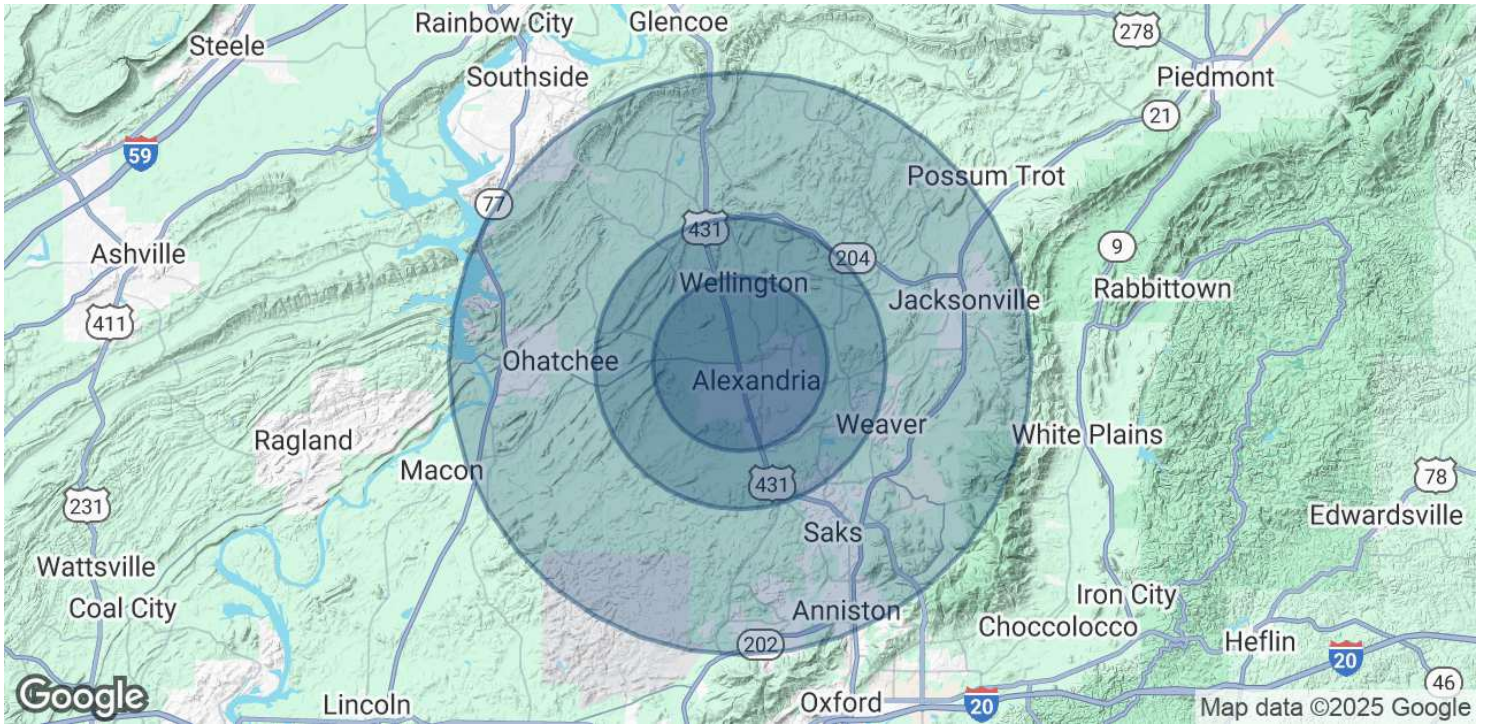 Rainbow City
Glencoe
278
Steele
Southside
Piedmont
21
59
Possum Trot
77
431
Ashville
9
204
Wellington
Rabbittown
Jacksonville
411
Ohatchee
Alexandria
Weaver
Ragland
White Plains
Macon
78
431
231
Edwardsville
Saks
Wattsville
Iron City
Coal City
Anniston
Choccolocco
202
Heflin
20
46
Google
Lincoln
Oxford
20
Map data ©2025 Google